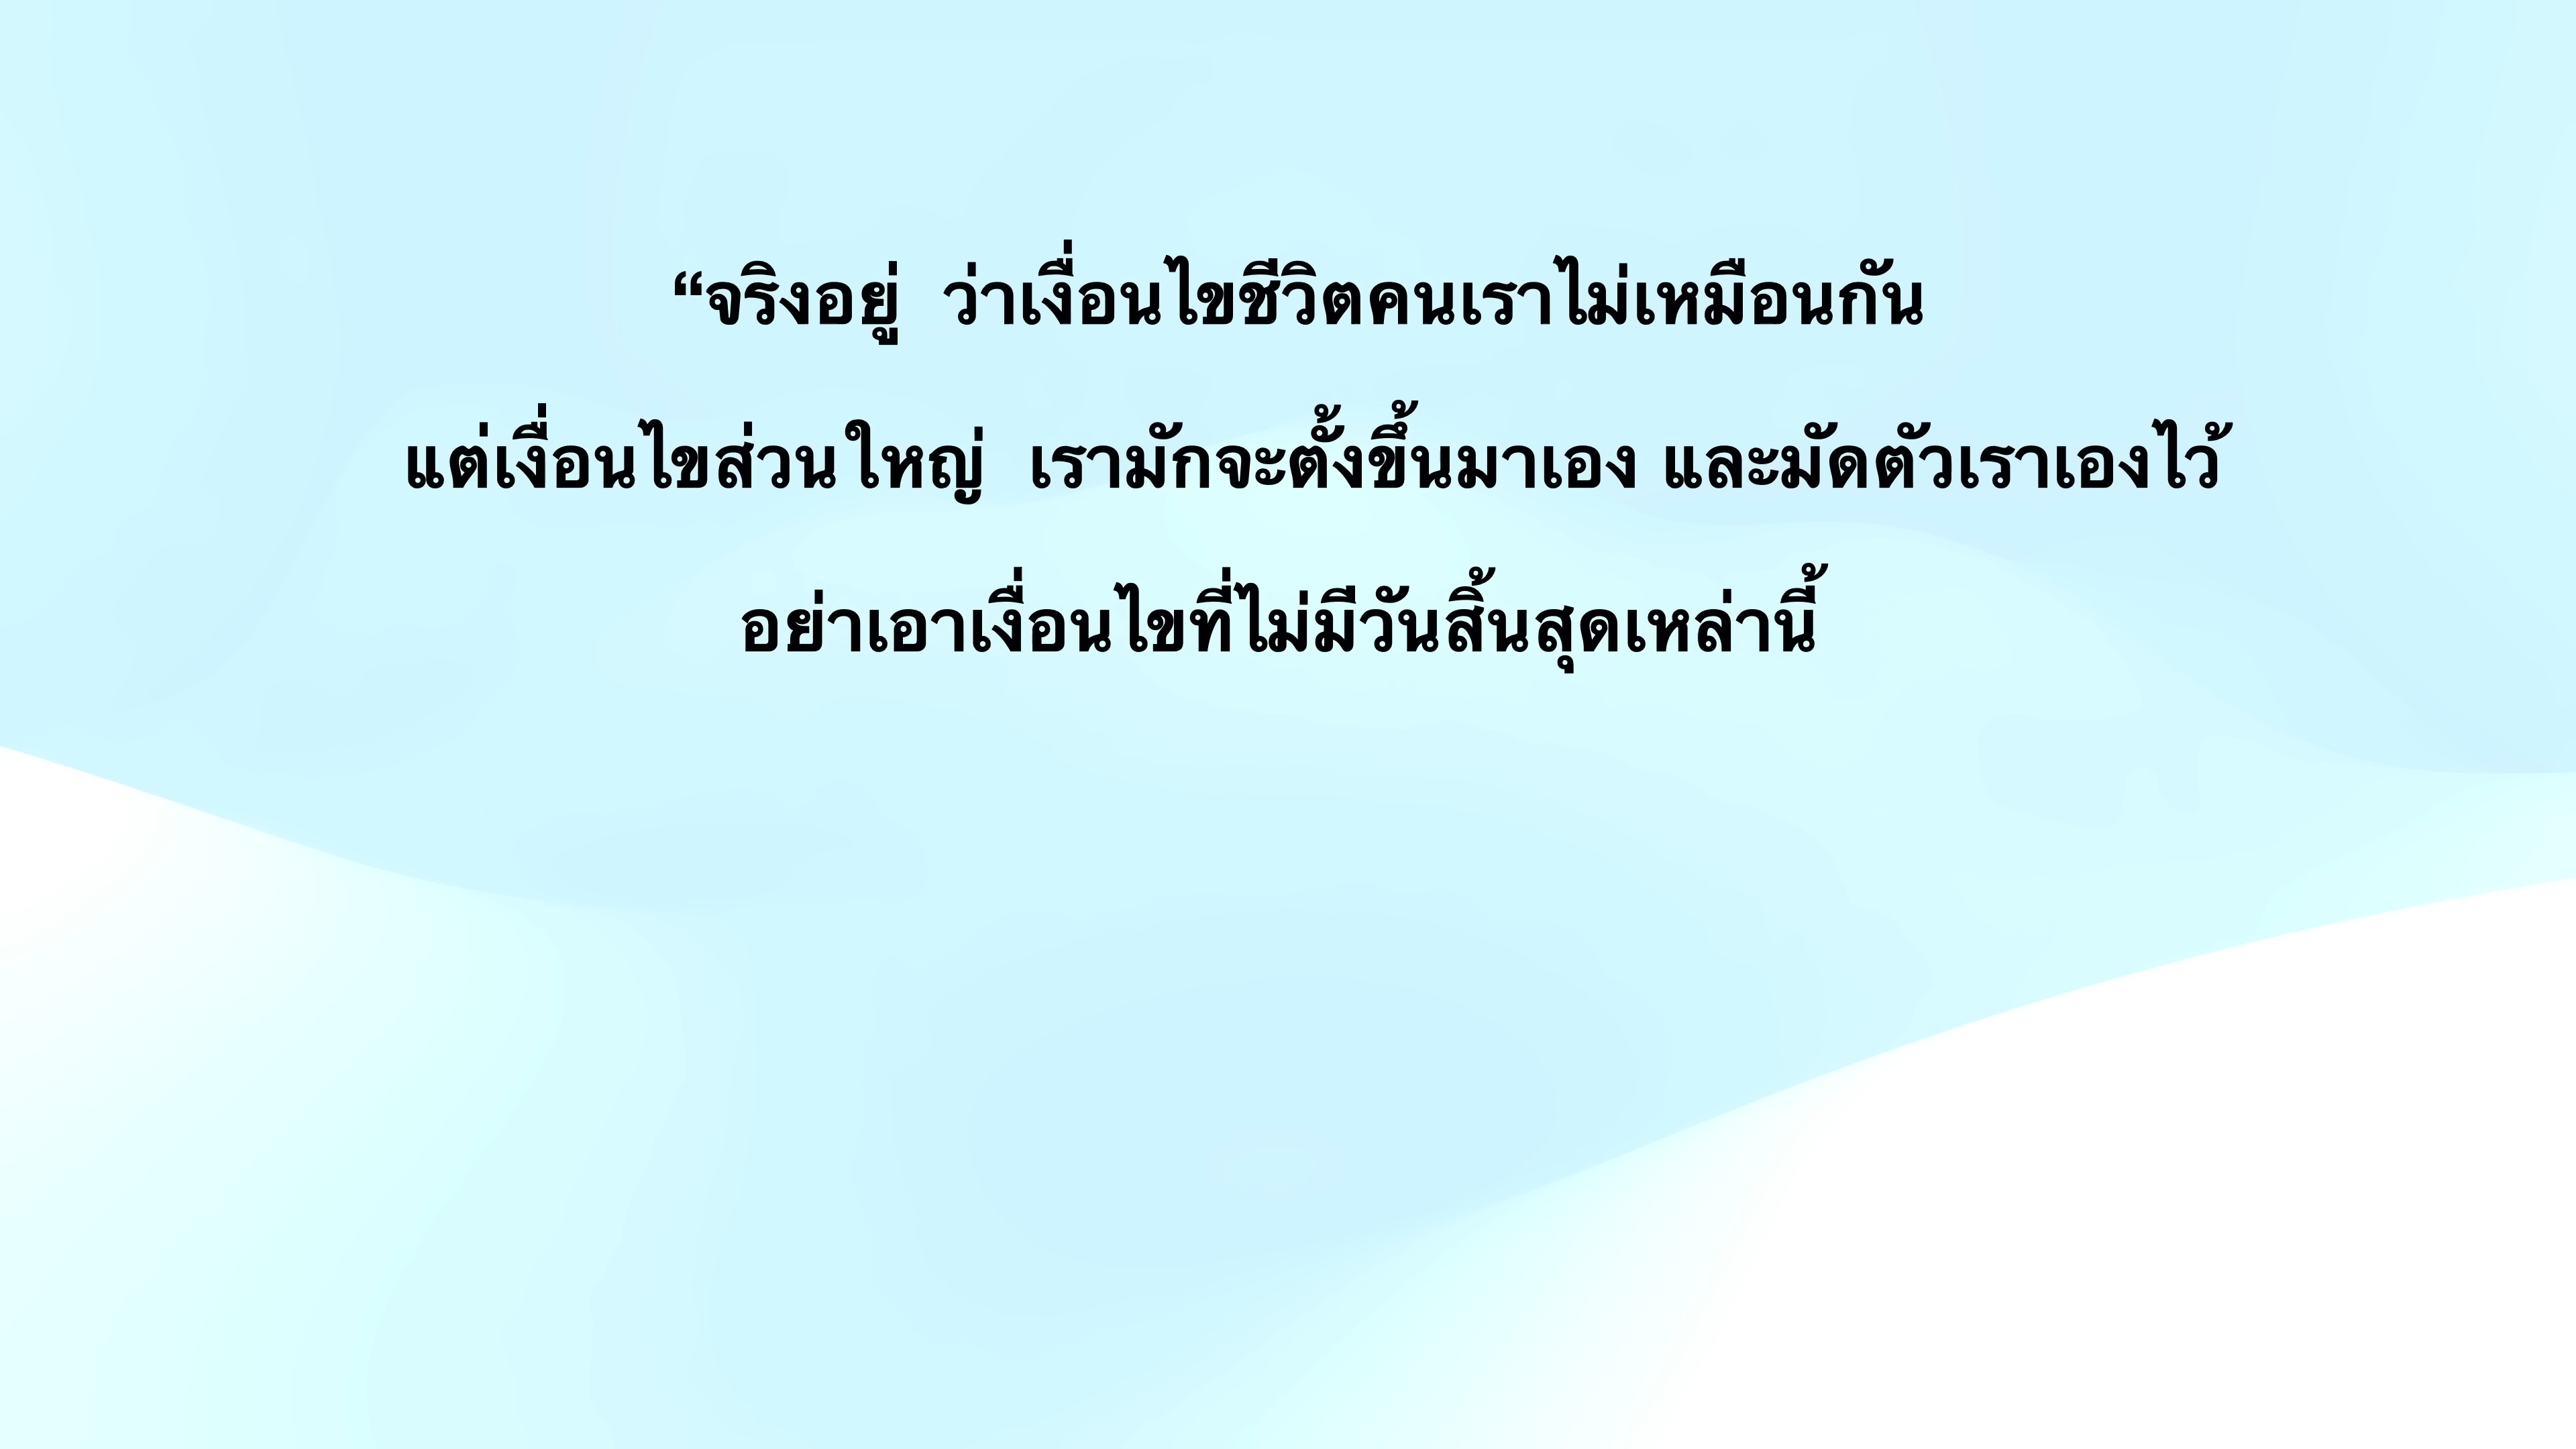 “จริงอยู่ ว่าเงื่อนไขชีวิตคนเราไม่เหมือนกัน
แต่เงื่อนไขส่วนใหญ่ เรามักจะตั้งขึ้นมาเอง และมัดตัวเราเองไว้
อย่าเอาเงื่อนไขที่ไม่มีวันสิ้นสุดเหล่านี้